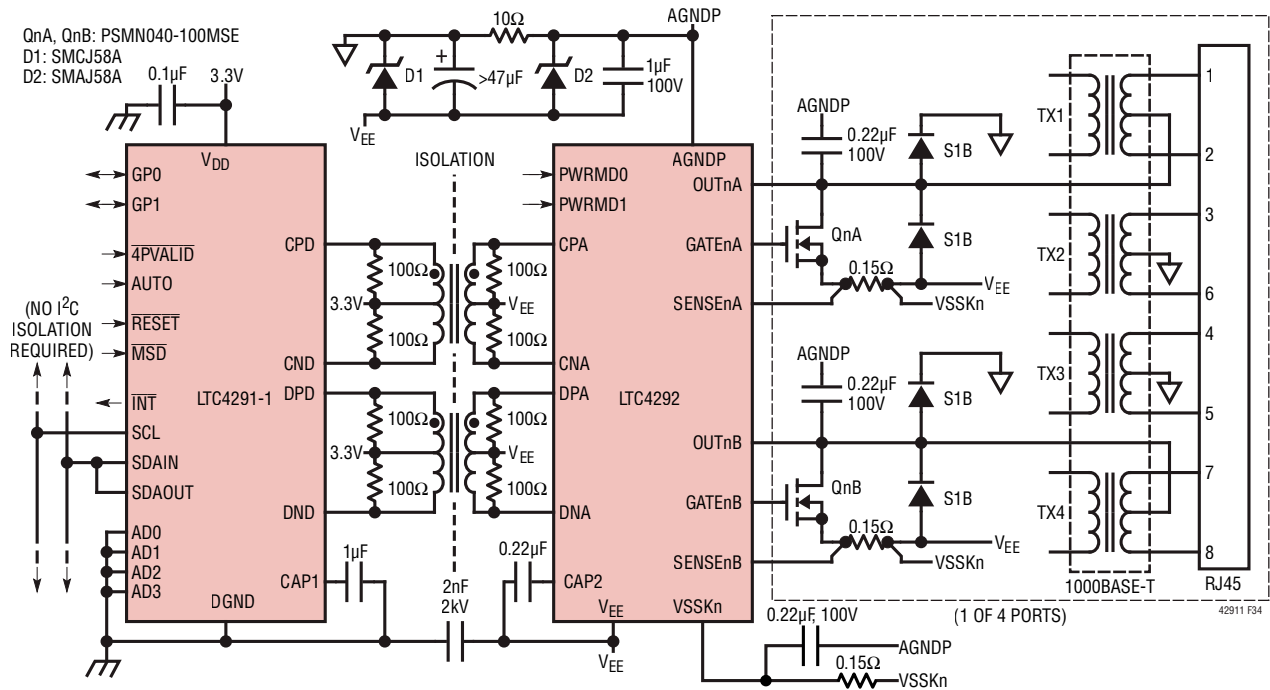 QnA, QnB: PSMN040-100MSE
D1: SMCJ58A
D2: SMAJ58A
0.1µF
3.3V
10Ω
AGNDP
D1
+
>47µF
D2
1µF
100V
VEE
VDD
GP0
GP1
4PVALID
AUTO
RESET
MSD
INT
SCL
SDAIN
SDAOUT
AD0
AD1
AD2
AD3
(NO I2C
ISOLATION
REQUIRED)
LTC4291-1
CPD
CND
DPD
DND
CAP1
DGND
ISOLATION
100Ω
3.3V
100Ω
100Ω
VEE
100Ω
100Ω
3.3V
100Ω
100Ω
VEE
100Ω
1µF
2nF
2kV
0.22µF
AGNDP
PWRMD0
PWRMD1
CPA
CNA
DPA
DNA
CAP2
LTC4292
OUTnA
GATEnA
SENSEnA
OUTnB
GATEnB
SENSEnB
VEE
VSSKn
VEE
AGNDP
0.22µF
100V
S1B
QnA
S1B
0.15Ω
VEE
VSSKn
AGNDP
0.22µF
100V
S1B
QnB
S1B
0.15Ω
VEE
VSSKn
TX1
TX2
TX3
TX4
1
2
3
6
4
5
7
8
1000BASE-T
RJ45
(1 OF 4 PORTS)
42911 F34
0.22µF, 100V
AGNDP
0.15Ω
VSSKn